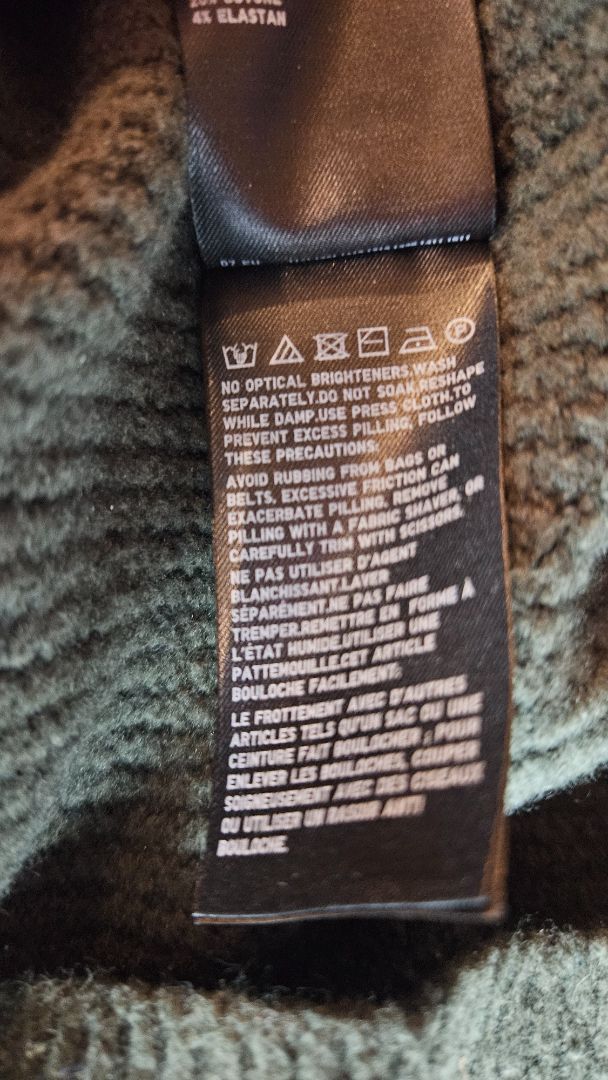 4% ELASTAN
NO OPTICAL BRIGHTENERS.WASH
SEPARATELY.DO NOT SOAK.RESHAPE
WHILE DAMP.USE PRESS CLOTH.TO
PREVENT EXCESS PILLING, FOLLOW
THESE PRECAUTIONS:
AVOID RUBBING FROM BAGS OR
BELTS, EXCESSIVE FRICTION CAN
EXACERBATE PILLING, REMOVE
PILLING WITH A FABRIC SHAVER, OR
CAREFULLY TRIM WITH SCISSORS.
NE PAS UTILISER D'AGENT
BLANCHISSANT.LAVER
SÉPARÉMENT.NE PAS FAIRE
TREMPER.REMETTRE EN FORME À
L'ÉTAT HUMIDE.UTILISER UNE
PATTEMOUILLE.CET ARTICLE
BOULOCHE FACILEMENT.
LE FROTTEMENT AVEC D'AUTRES
ARTICLES TELS QU'UN SAC OU UNE
CEINTURE FAIT BOULOCHER ; POUR
ENLEVER LES BOULOCHES, COUPER
SOIGNEUSEMENT AVEC DES CISEAUX
OU UTILISER UN RASOIR ANTI
BOULOCHE.